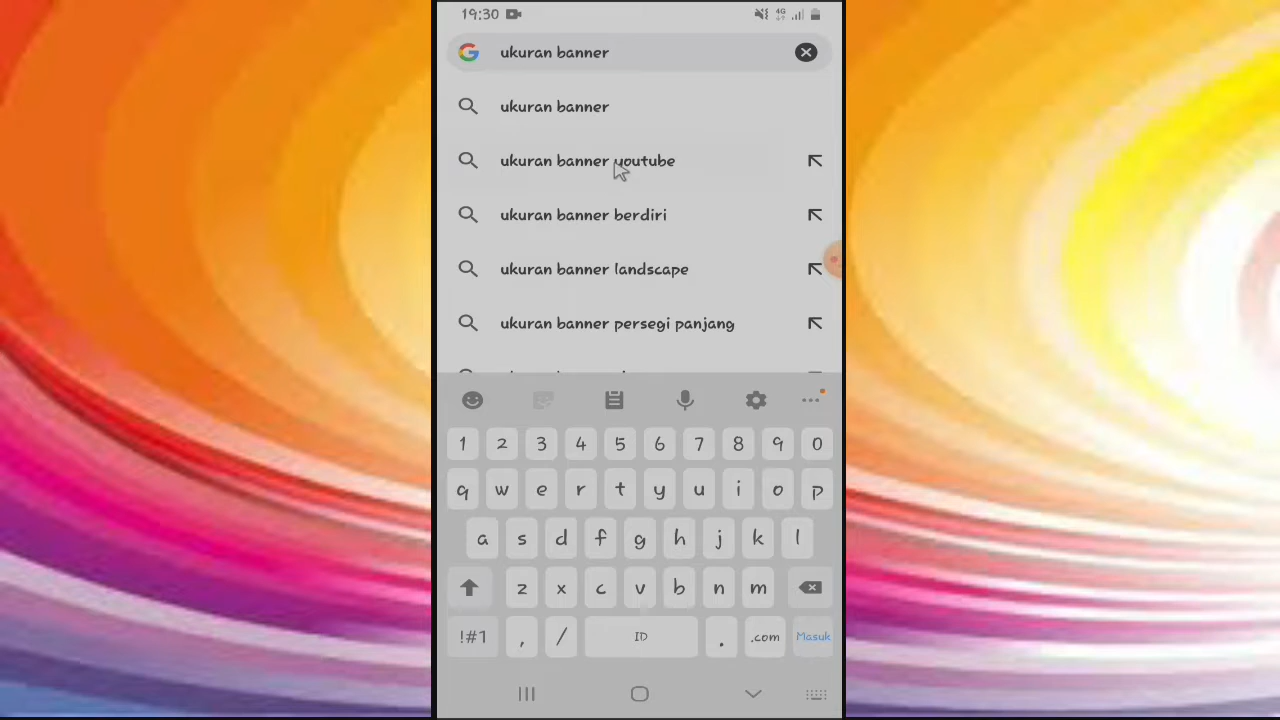 19:30 4G
ukuran banner
ukuran banner
ukuran banner youtube
ukuran banner berdiri
ukuran banner landscape
ukuran banner persegi panjang
1 2 3 4 5 6 7 8 9 0
q w e r t y u i o p
a s d f g h j k l
z x c v b n m
!#1 , / ID . .com Masuk